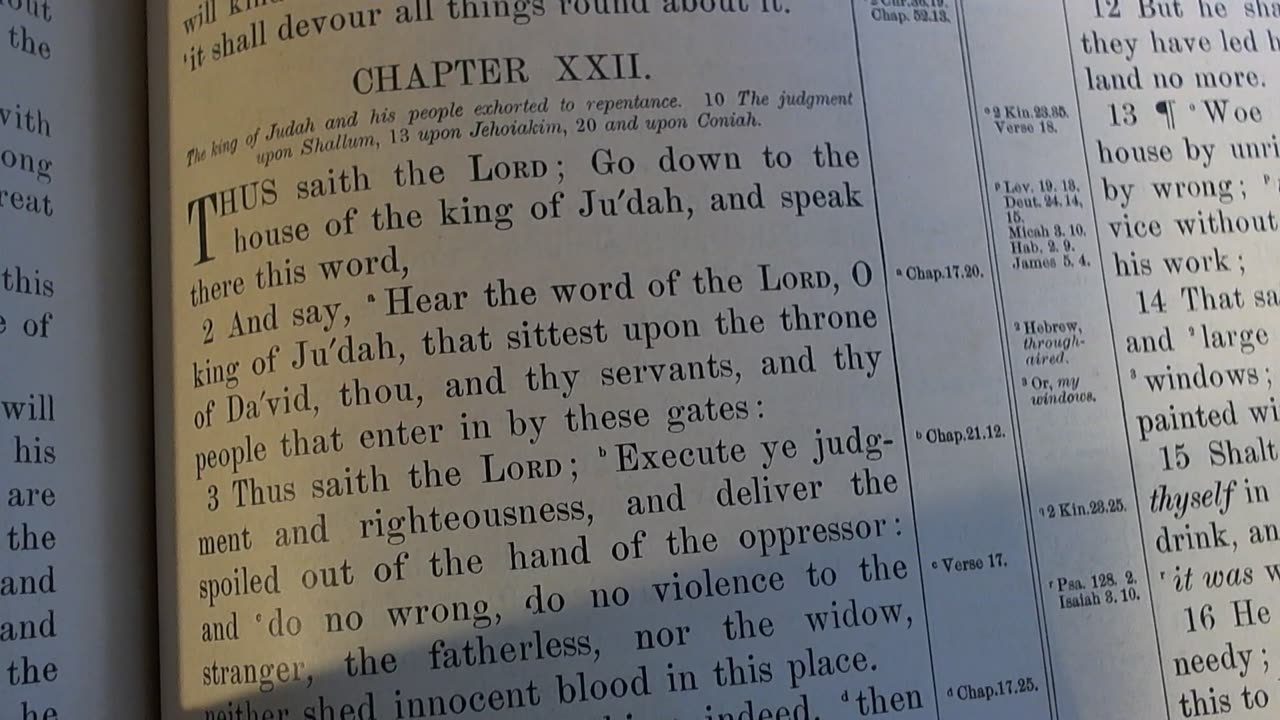 out
the
with
ong
reat
this
e of
will
his
are
the
and
and
the
he
will
it shall devour all things round about it.
CHAPTER XXII.
The king of Judah and his people exhorted to repentance. 10 The judgment
upon Shallum, 13 upon Jehoiakim, 20 and upon Coniah.
THUS saith the LORD; Go down to the
house of the king of Ju'dah, and speak
there this word,
2 And say, ᵃ Hear the word of the LORD, O
king of Ju'dah, that sittest upon the throne
of Da'vid, thou, and thy servants, and thy
people that enter in by these gates:
3 Thus saith the LORD; ᵇ Execute ye judg-
ment and righteousness, and deliver the
spoiled out of the hand of the oppressor:
and ᶜ do no wrong, do no violence to the
stranger, the fatherless, nor the widow,
neither shed innocent blood in this place.
indeed, ᵈ then
Chap. 52.13.
ᵃ Chap.17.20.
ᵇ Chap.21.12.
ᶜ Verse 17.
ᵈ Chap.17.25.
ᵒ 2 Kin.23.35.
Verse 18.
ᵖ Lev. 19. 13.
Deut. 24.14,
15.
Micah 3. 10.
Hab. 2. 9.
James 5. 4.
² Hebrew,
through-
aired.
³ Or, my
windows.
ᑫ 2 Kin.23.25.
ʳ Psa. 128. 2.
Isaiah 3. 10.
12 But he sha
they have led h
land no more.
13 ¶ ᵒ Woe
house by unri
by wrong; ᵖ
vice without
his work;
14 That sa
and ² large
³ windows;
painted wi
15 Shalt
thyself in
drink, an
ʳ it was w
16 He
needy;
this to